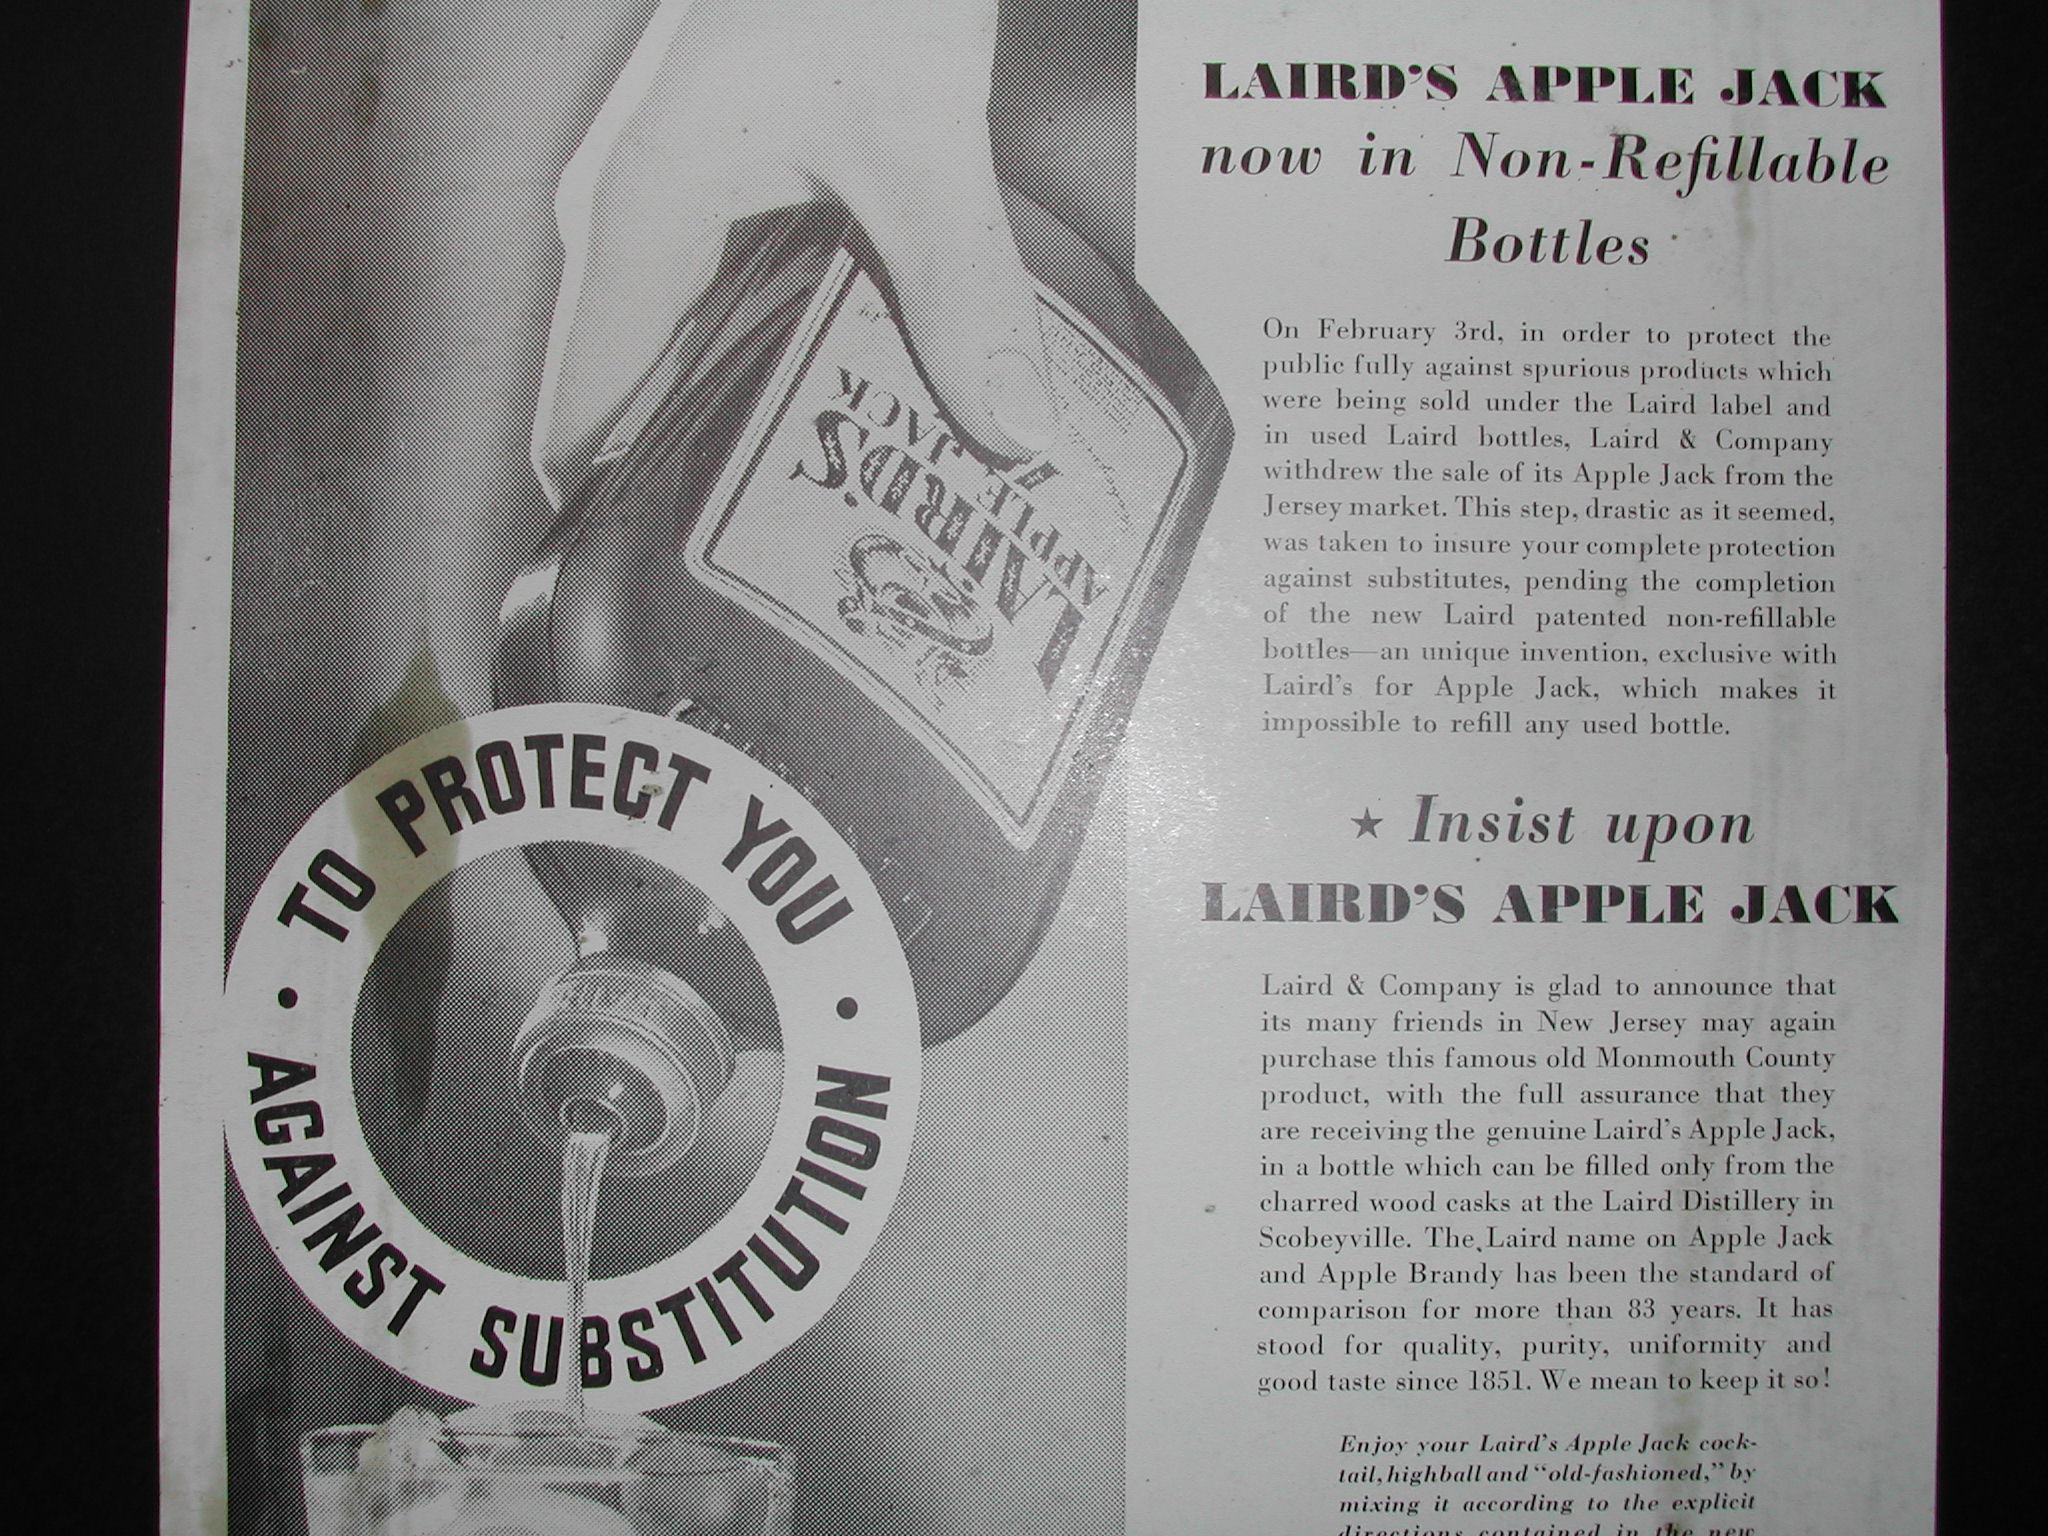 LAIRD'S APPLE JACK
now in Non-Refillable
Bottles
On February 3rd, in order to protect the
public fully against spurious products which
were being sold under the Laird label and
in used Laird bottles, Laird & Company
withdrew the sale of its Apple Jack from the
Jersey market. This step, drastic as it seemed,
was taken to insure your complete protection
against substitutes, pending the completion
of the new Laird patented non-refillable
bottles—an unique invention, exclusive with
Laird's for Apple Jack, which makes it
impossible to refill any used bottle.
★ Insist upon
LAIRD'S APPLE JACK
Laird & Company is glad to announce that
its many friends in New Jersey may again
purchase this famous old Monmouth County
product, with the full assurance that they
are receiving the genuine Laird's Apple Jack,
in a bottle which can be filled only from the
charred wood casks at the Laird Distillery in
Scobeyville. The Laird name on Apple Jack
and Apple Brandy has been the standard of
comparison for more than 83 years. It has
stood for quality, purity, uniformity and
good taste since 1851. We mean to keep it so!
Enjoy your Laird's Apple Jack cock-
tail, highball and "old-fashioned," by
mixing it according to the explicit
directions contained in the new
LAIRD'S
APPLE JACK
TO PROTECT YOU
• AGAINST SUBSTITUTION •